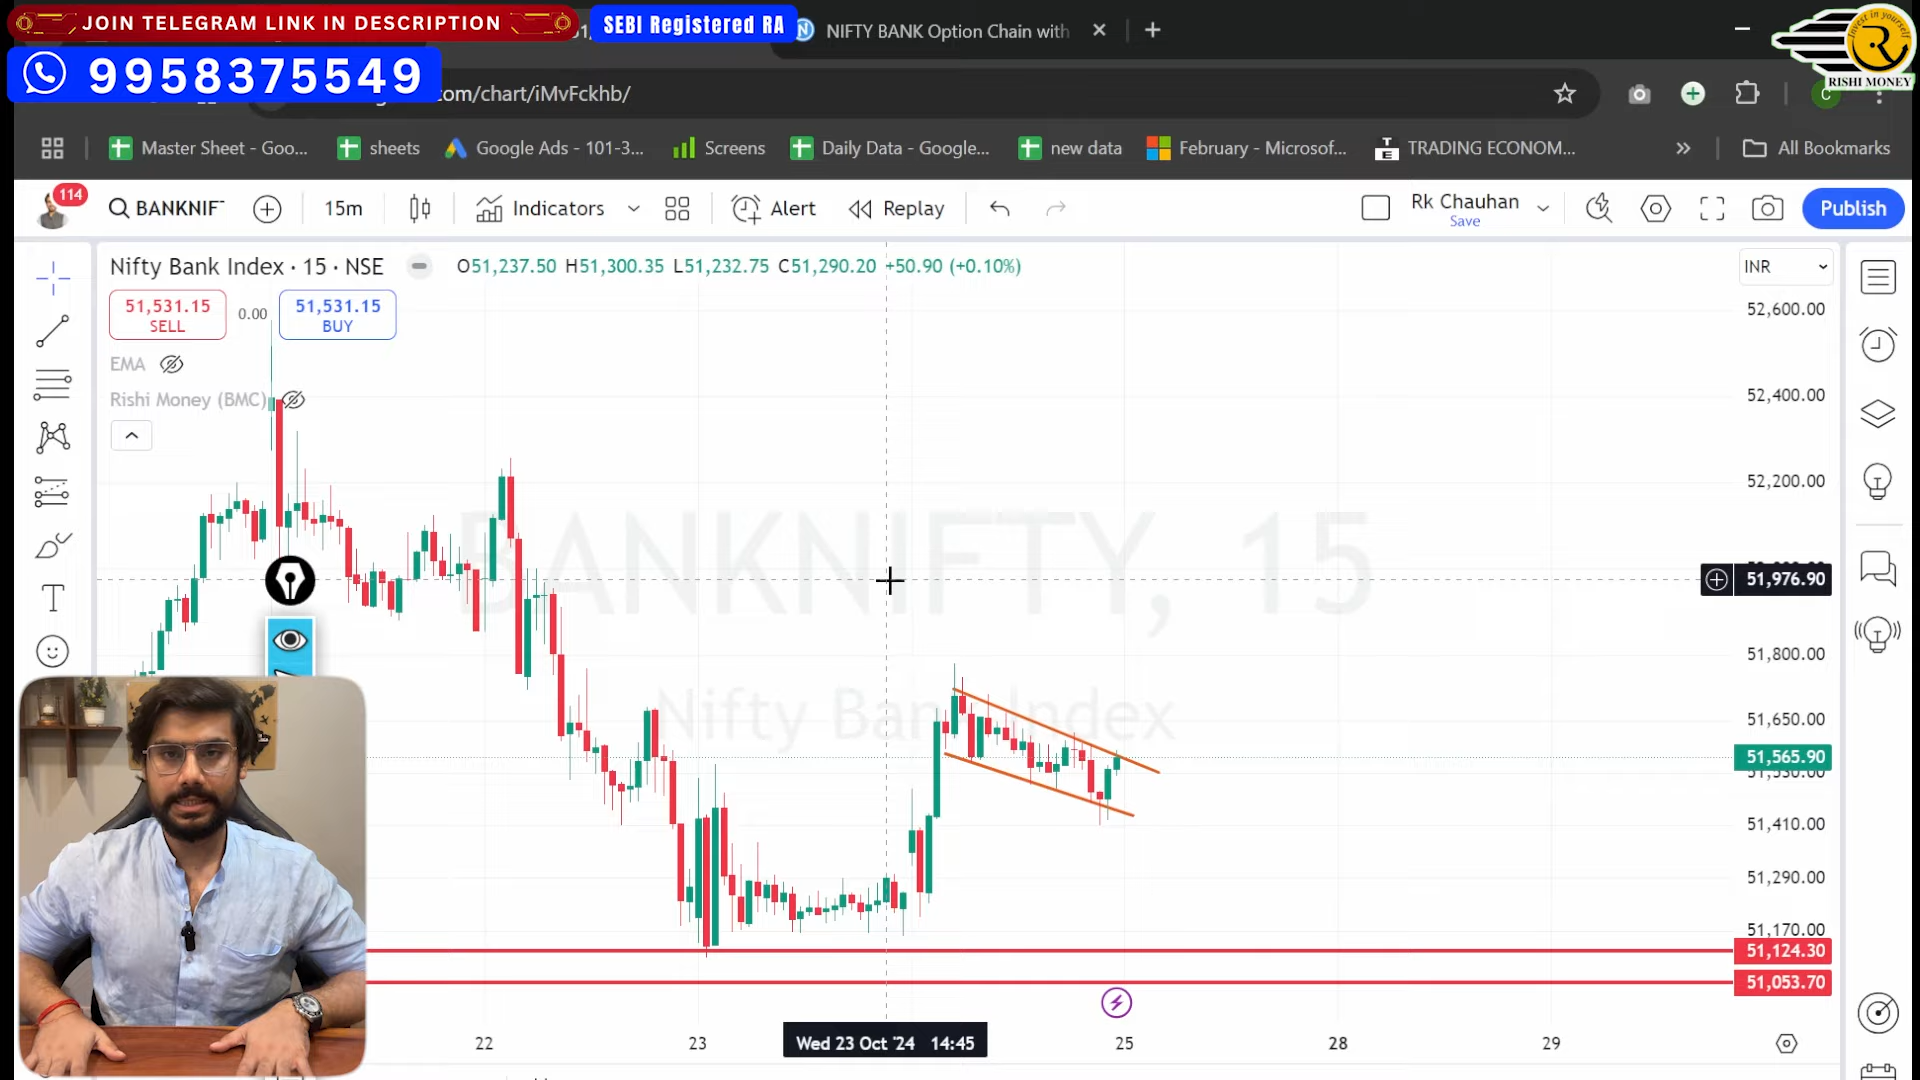 JOIN TELEGRAM LINK IN DESCRIPTION
SEBI Registered RA
NIFTY BANK Option Chain with
9958375549
om/chart/iMvFckhb/
Invest in yourself
RISHI MONEY
C
Master Sheet - Goo...
sheets
Google Ads - 101-3...
Screens
Daily Data - Google...
new data
February - Microsof...
TRADING ECONOM...
All Bookmarks
114
BANKNIF
15m
Indicators
Alert
Replay
Rk Chauhan
Save
Publish
Nifty Bank Index · 15 · NSE
O51,237.50 H51,300.35 L51,232.75 C51,290.20 +50.90 (+0.10%)
INR
51,531.15
SELL
0.00
51,531.15
BUY
EMA
Rishi Money (BMC)
BANKNIFTY, 15
Nifty Bank Index
52,600.00
52,400.00
52,200.00
51,976.90
51,800.00
51,650.00
51,565.90
51,530.00
51,410.00
51,290.00
51,170.00
51,124.30
51,053.70
22
23
Wed 23 Oct '24 14:45
25
28
29